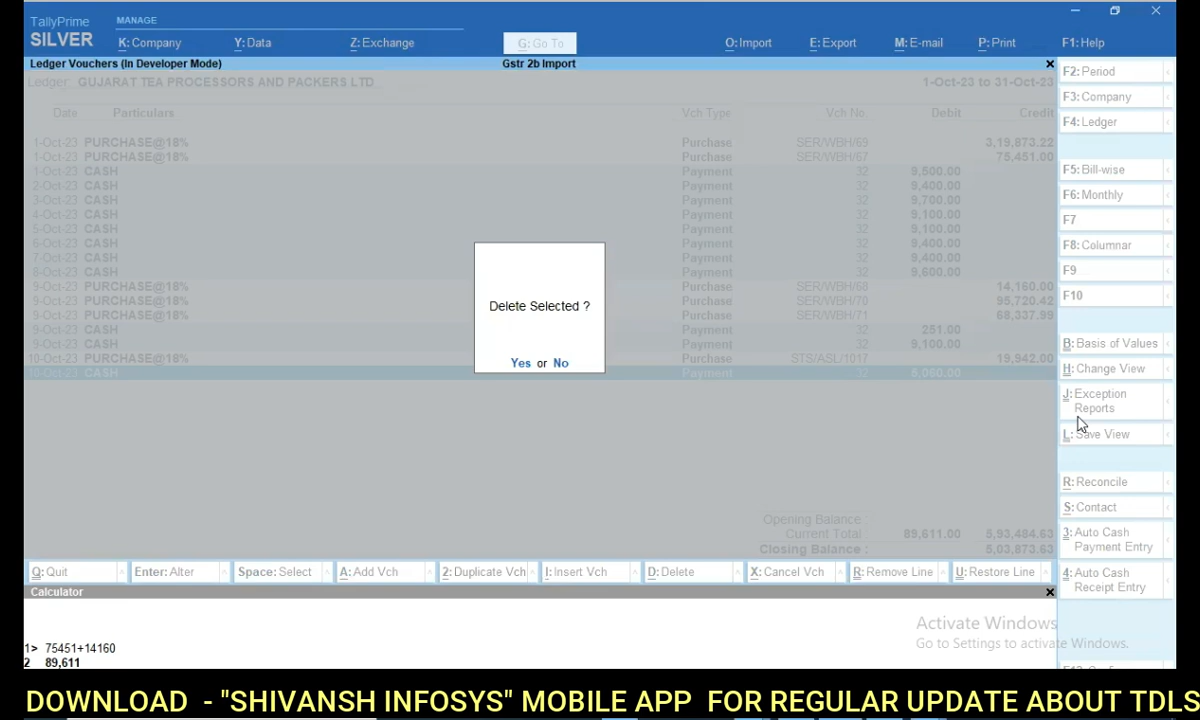 TallyPrime
MANAGE
SILVER
K: Company
Y: Data
Z: Exchange
G: Go To
O: Import
E: Export
M: E-mail
P: Print
F1: Help
Ledger Vouchers (In Developer Mode)
Gstr 2b Import
Ledger: GUJARAT TEA PROCESSORS AND PACKERS LTD
1-Oct-23 to 31-Oct-23
Date Particulars Vch Type Vch No. Debit Credit
1-Oct-23 PURCHASE@18% Purchase SER/WBH/69 3,19,873.22
1-Oct-23 PURCHASE@18% Purchase SER/WBH/67 75,451.00
1-Oct-23 CASH Payment 32 9,500.00
2-Oct-23 CASH Payment 32 9,400.00
3-Oct-23 CASH Payment 32 9,700.00
4-Oct-23 CASH Payment 32 9,100.00
5-Oct-23 CASH Payment 32 9,100.00
6-Oct-23 CASH Payment 32 9,400.00
7-Oct-23 CASH Payment 32 9,400.00
8-Oct-23 CASH Payment 32 9,600.00
9-Oct-23 PURCHASE@18% Purchase SER/WBH/68 14,160.00
9-Oct-23 PURCHASE@18% Purchase SER/WBH/70 95,720.42
9-Oct-23 PURCHASE@18% Purchase SER/WBH/71 68,337.99
9-Oct-23 CASH Payment 32 251.00
9-Oct-23 CASH Payment 32 9,100.00
10-Oct-23 PURCHASE@18% Purchase STS/ASL/1017 19,942.00
10-Oct-23 CASH Payment 32 5,060.00
Delete Selected ?
Yes or No
Opening Balance :
Current Total 89,611.00 5,93,484.63
Closing Balance : 5,03,873.63
F2: Period
F3: Company
F4: Ledger
F5: Bill-wise
F6: Monthly
F7
F8: Columnar
F9
F10
B: Basis of Values
H: Change View
J: Exception
Reports
L: Save View
R: Reconcile
S: Contact
3: Auto Cash
Payment Entry
4: Auto Cash
Receipt Entry
Q: Quit
Enter: Alter
Space: Select
A: Add Vch
2: Duplicate Vch
I: Insert Vch
D: Delete
X: Cancel Vch
R: Remove Line
U: Restore Line
Calculator
1> 75451+14160
2 89,611
Activate Windows
Go to Settings to activate Windows.
DOWNLOAD - "SHIVANSH INFOSYS" MOBILE APP FOR REGULAR UPDATE ABOUT TDLS